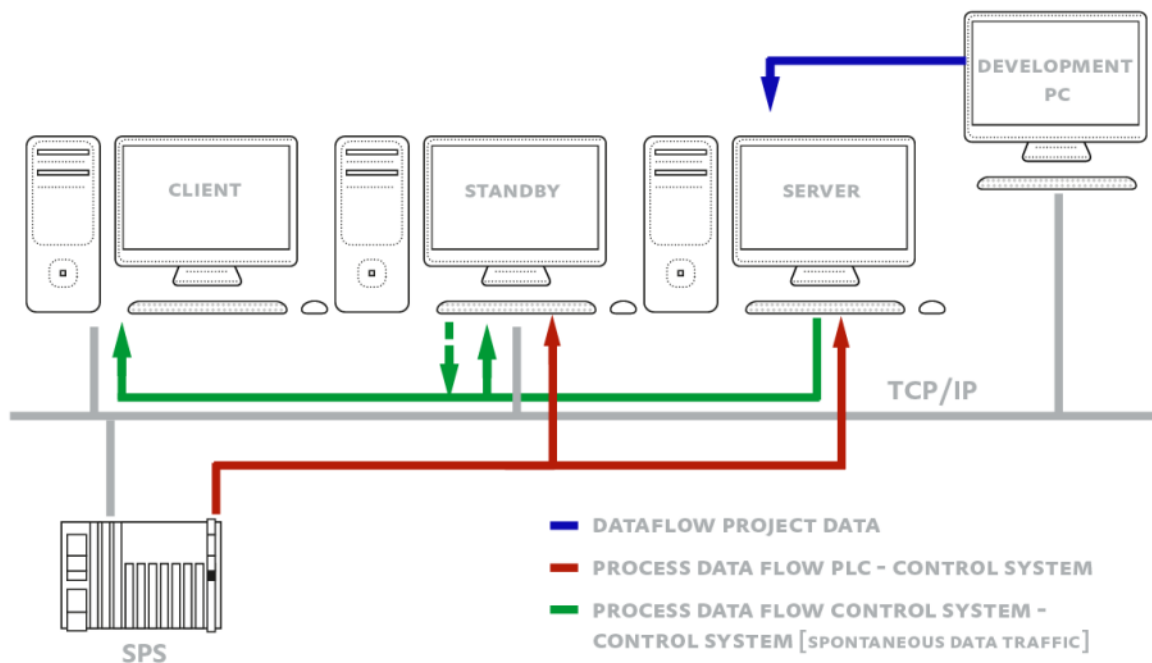 DEVELOPMENT
PC
CLIENT
STANDBY
SERVER
TCP/IP
DATAFLOW PROJECT DATA
PROCESS DATA FLOW PLC - CONTROL SYSTEM
PROCESS DATA FLOW CONTROL SYSTEM -
CONTROL SYSTEM [SPONTANEOUS DATA TRAFFIC]
SPS